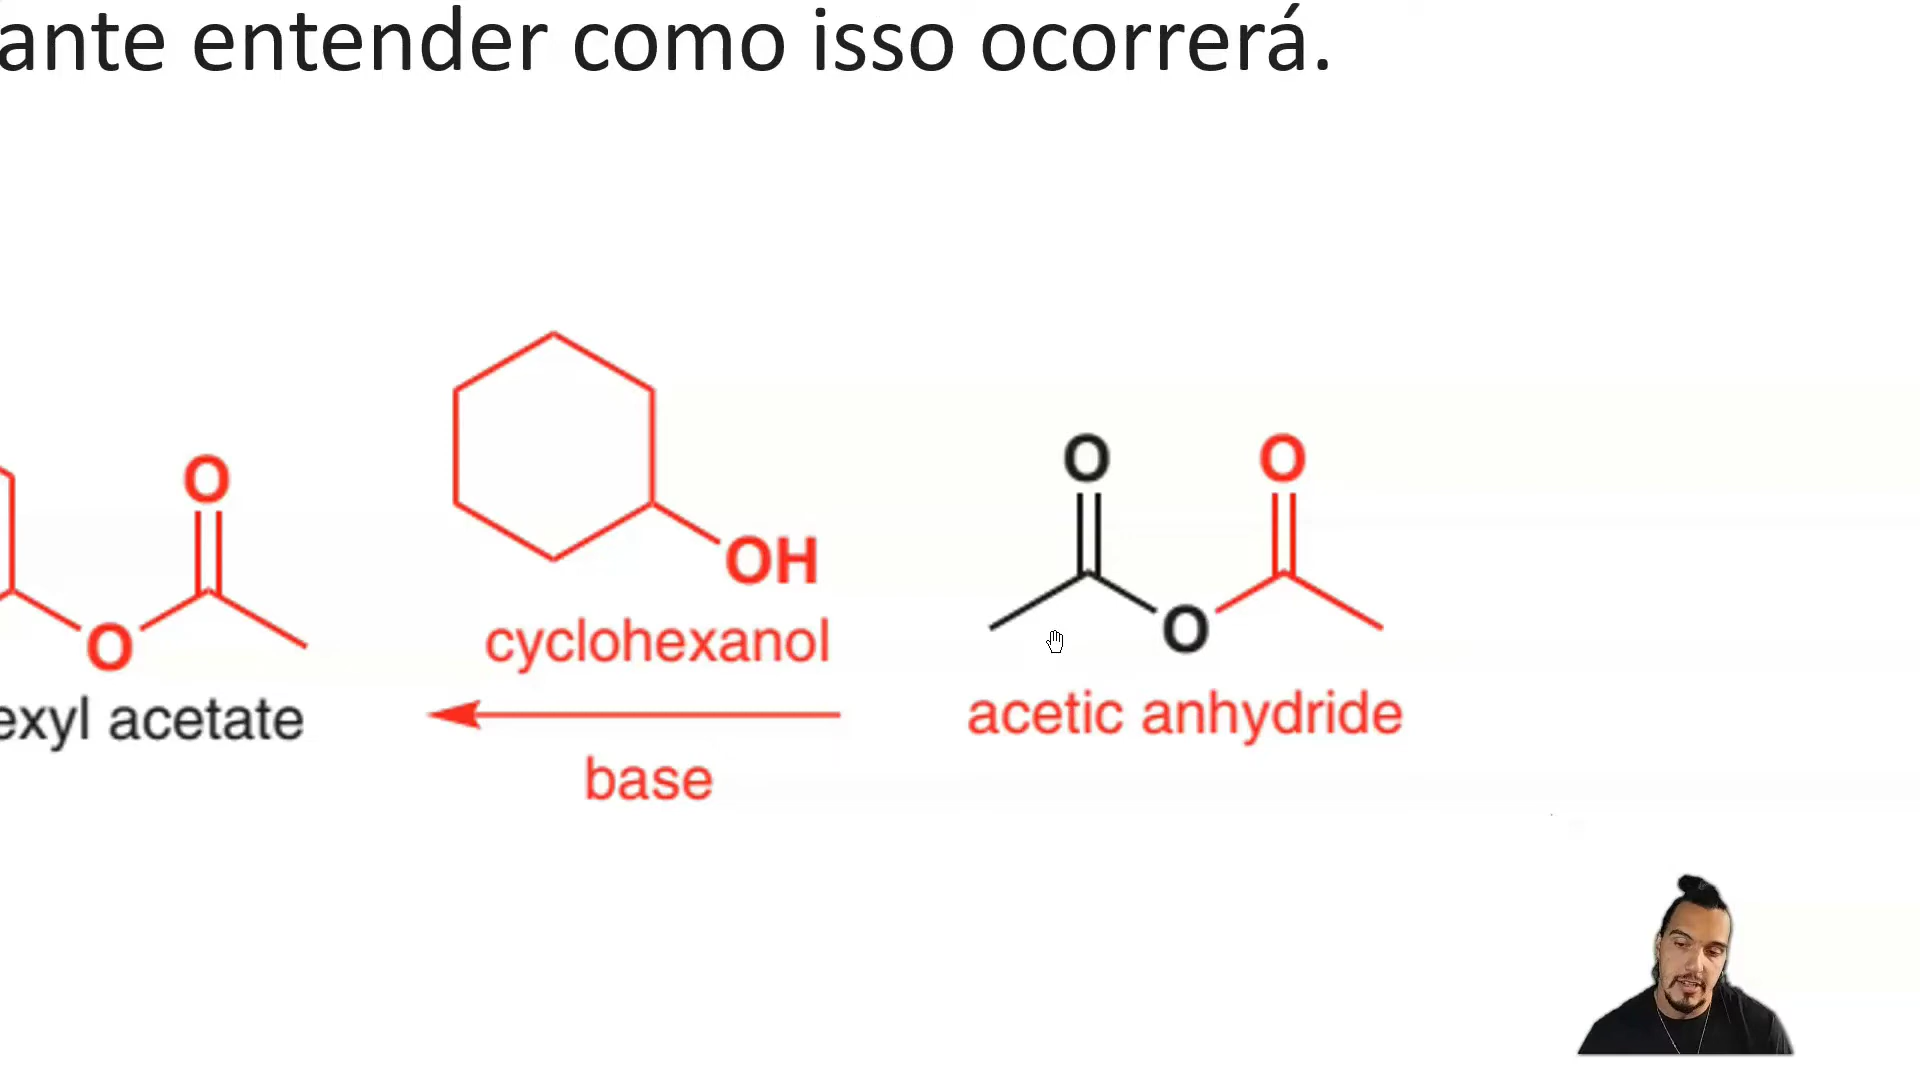 ante entender como isso ocorrerá.
O
O
exyl acetate
OH
cyclohexanol
base
O
O
O
acetic anhydride